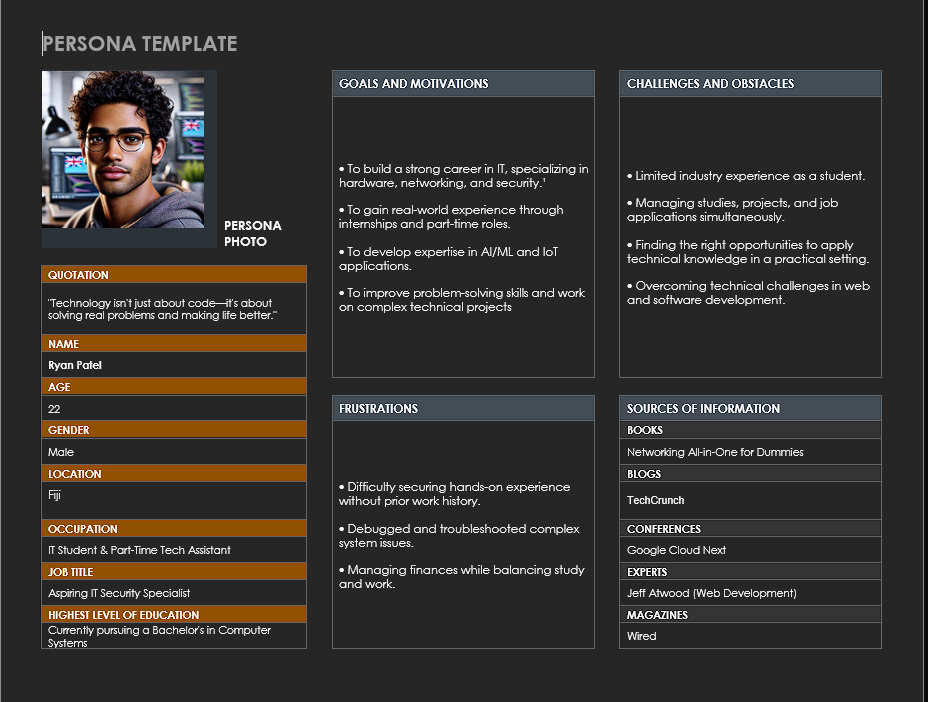 PERSONA TEMPLATE
PERSONA
PHOTO
QUOTATION
"Technology isn't just about code—it's about
solving real problems and making life better."
NAME
Ryan Patel
AGE
22
GENDER
Male
LOCATION
Fiji
OCCUPATION
IT Student & Part-Time Tech Assistant
JOB TITLE
Aspiring IT Security Specialist
HIGHEST LEVEL OF EDUCATION
Currently pursuing a Bachelor's in Computer
Systems
GOALS AND MOTIVATIONS
• To build a strong career in IT, specializing in
hardware, networking, and security.'
• To gain real-world experience through
internships and part-time roles.
• To develop expertise in AI/ML and IoT
applications.
• To improve problem-solving skills and work
on complex technical projects
FRUSTRATIONS
• Difficulty securing hands-on experience
without prior work history.
• Debugged and troubleshooted complex
system issues.
• Managing finances while balancing study
and work.
CHALLENGES AND OBSTACLES
• Limited industry experience as a student.
• Managing studies, projects, and job
applications simultaneously.
• Finding the right opportunities to apply
technical knowledge in a practical setting.
• Overcoming technical challenges in web
and software development.
SOURCES OF INFORMATION
BOOKS
Networking All-in-One for Dummies
BLOGS
TechCrunch
CONFERENCES
Google Cloud Next
EXPERTS
Jeff Atwood (Web Development)
MAGAZINES
Wired